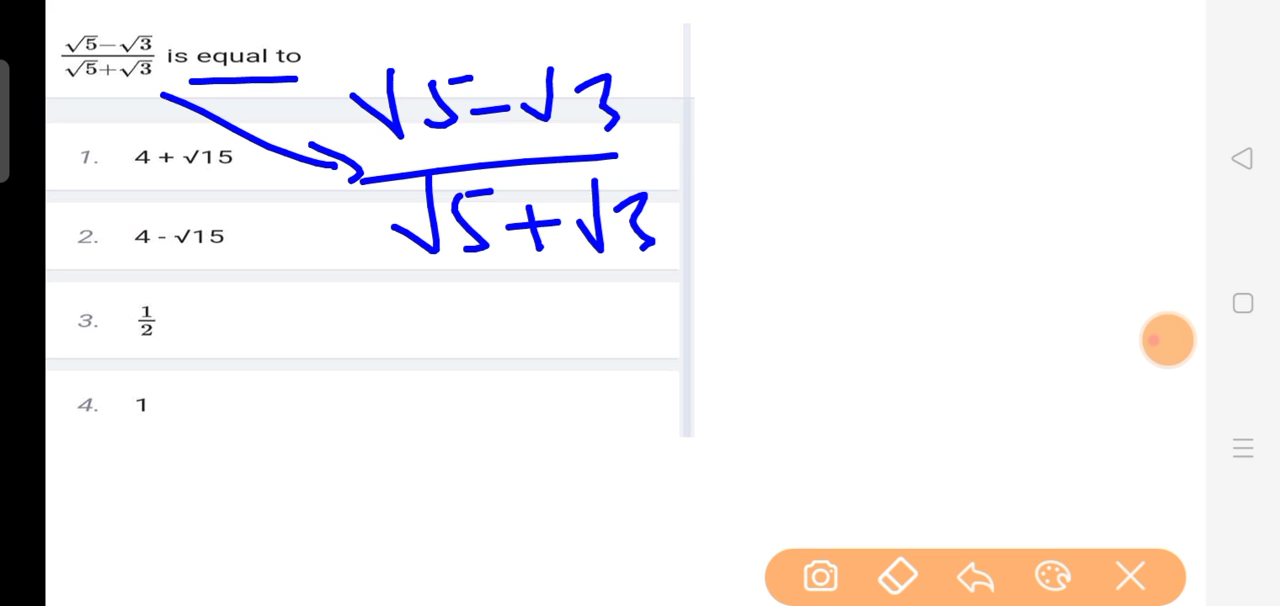 (√5−√3)/(√5+√3) is equal to
√5-√3
1. 4 + √15
√5+√3
2. 4 - √15
3. 1/2
4. 1